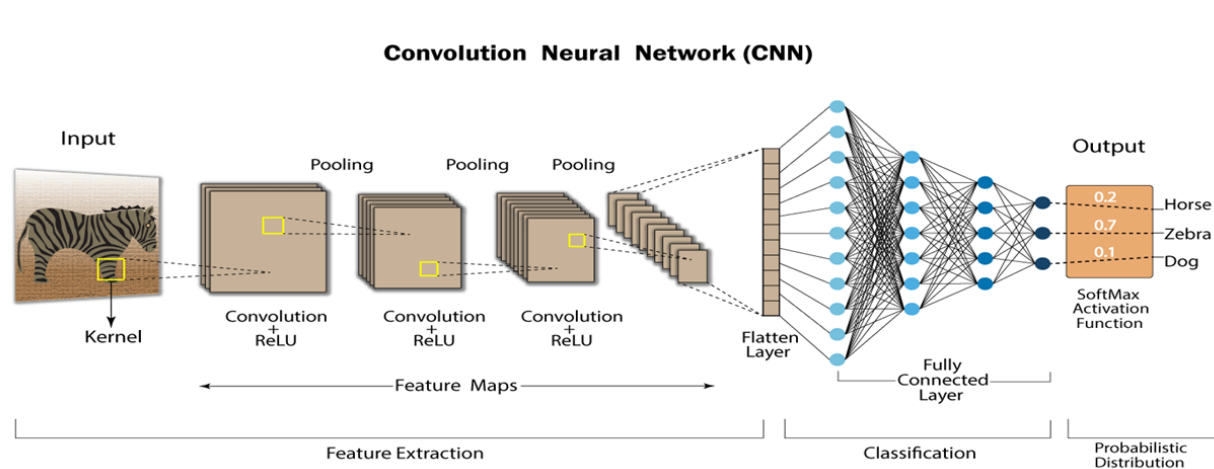 Convolution Neural Network (CNN)
Input
Kernel
Pooling
Pooling
Pooling
Convolution
+
ReLU
Convolution
+
ReLU
Convolution
+
ReLU
Feature Maps
Flatten
Layer
Fully
Connected
Layer
Output
0.2
0.7
0.1
Horse
Zebra
Dog
SoftMax
Activation
Function
Feature Extraction
Classification
Probabilistic
Distribution